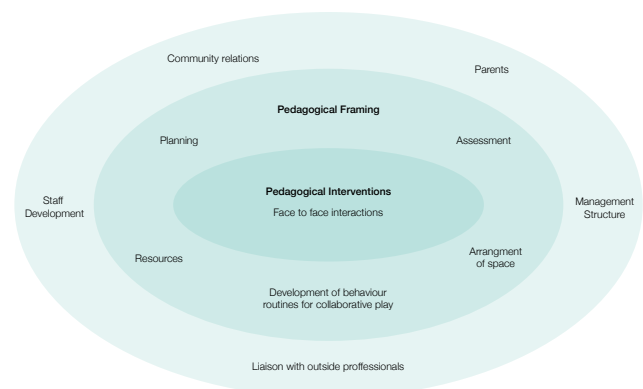 Community relations
Parents
Pedagogical Framing
Planning
Assessment
Pedagogical Interventions
Face to face interactions
Staff
Development
Management
Structure
Resources
Arrangment
of space
Development of behaviour
routines for collaborative play
Liaison with outside proffessionals